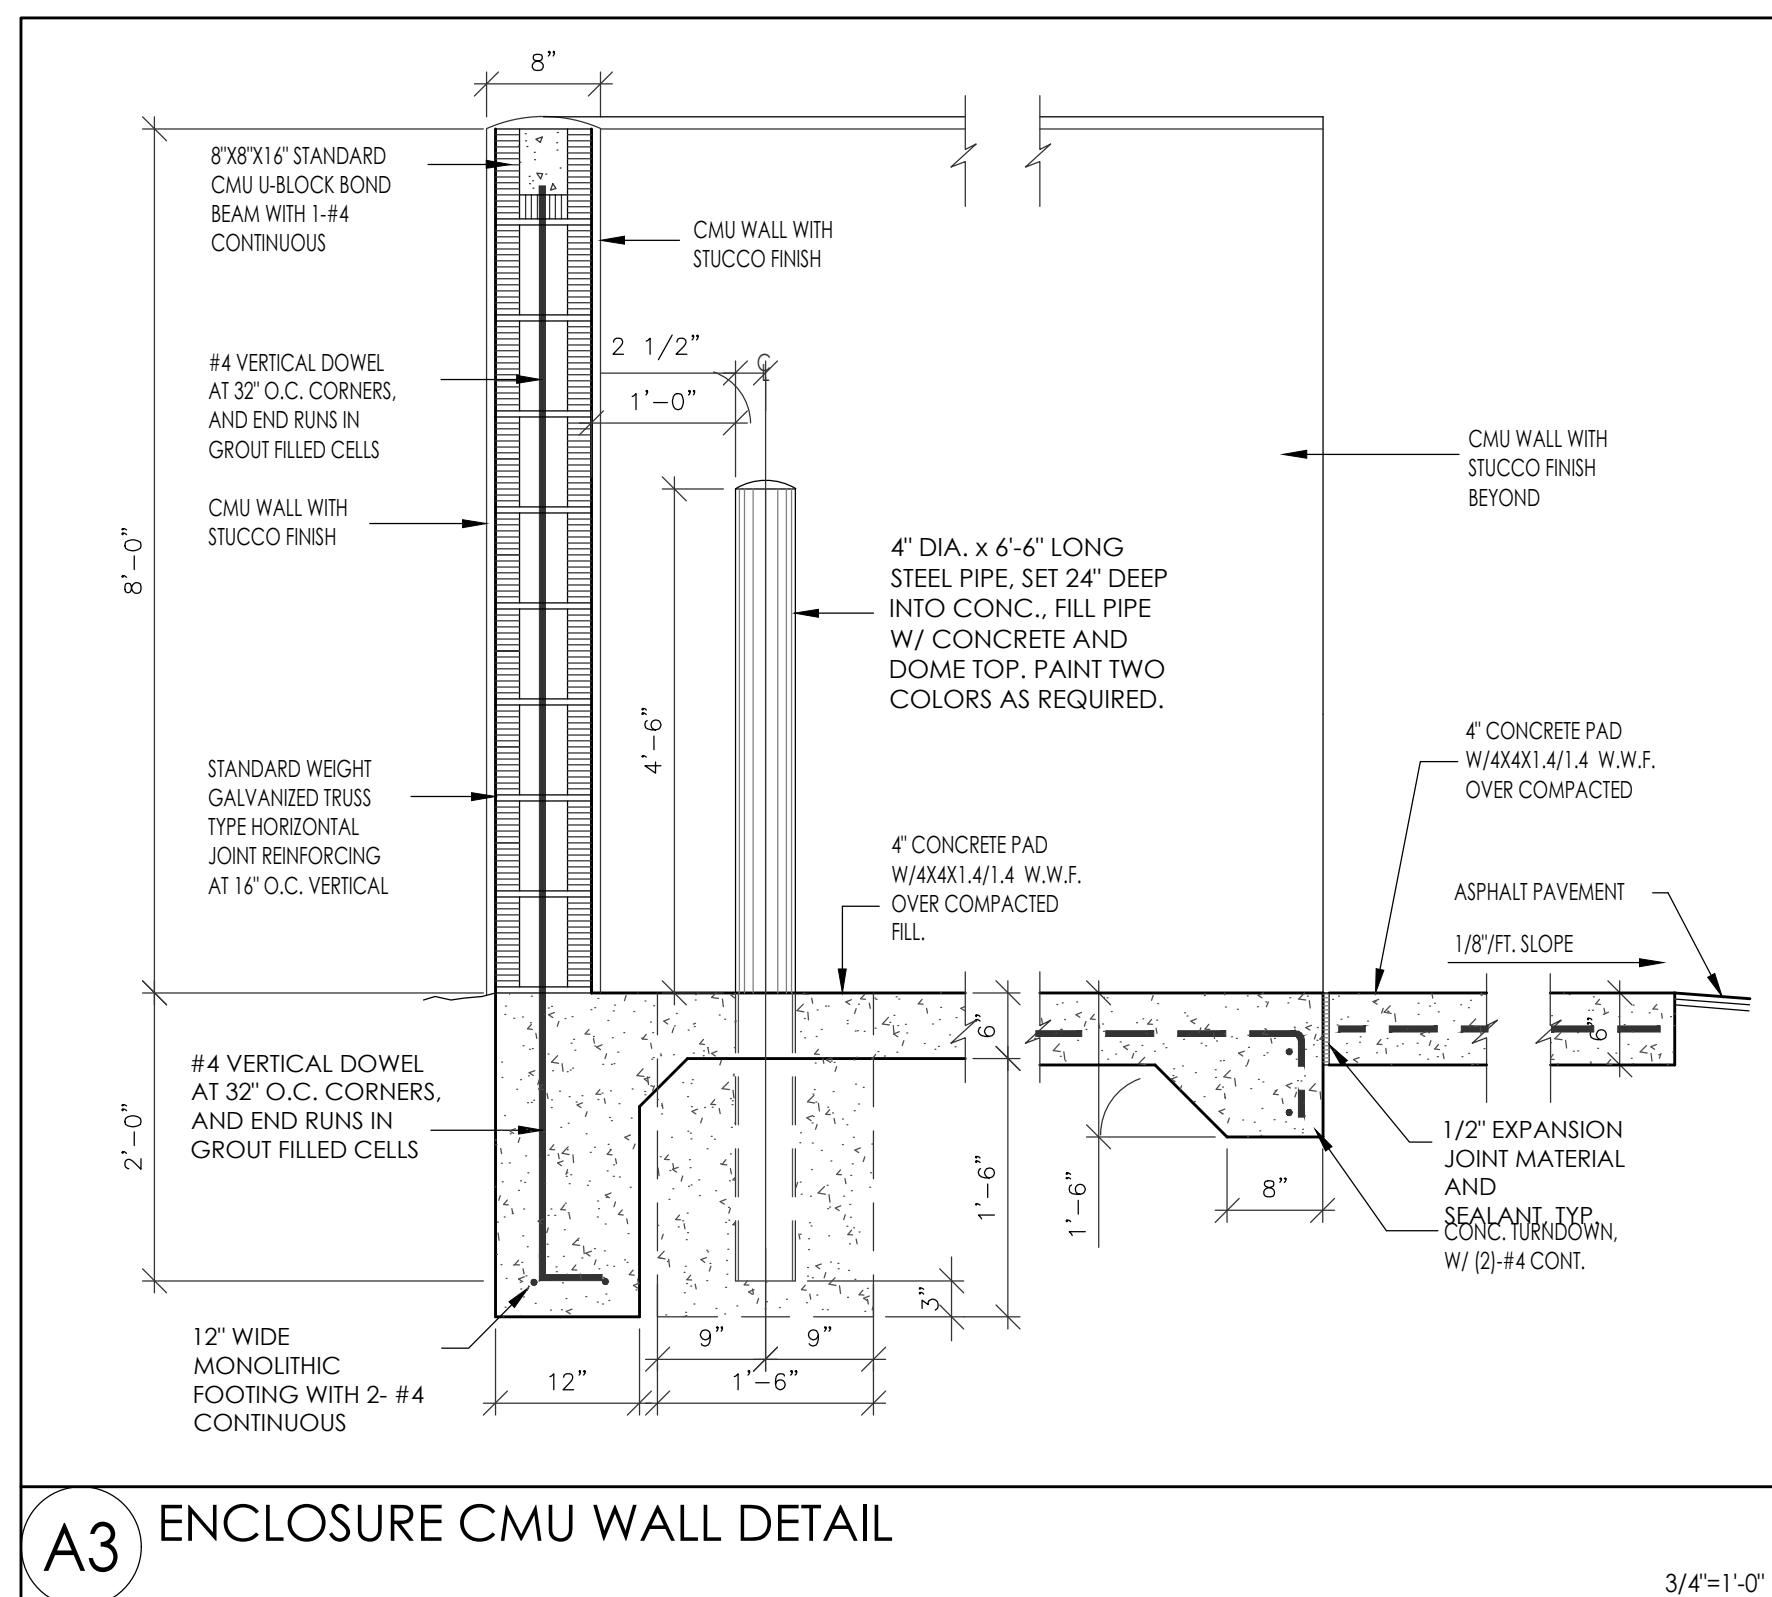 8”
8"X8"X16" STANDARD
CMU U-BLOCK BOND
BEAM WITH 1-#4
CONTINUOUS
CMU WALL WITH
STUCCO FINISH
2 1/2”
℄
1’–0”
#4 VERTICAL DOWEL
AT 32" O.C. CORNERS,
AND END RUNS IN
GROUT FILLED CELLS
CMU WALL WITH
STUCCO FINISH
BEYOND
CMU WALL WITH
STUCCO FINISH
8’–0”
4" DIA. x 6'-6" LONG
STEEL PIPE, SET 24" DEEP
INTO CONC., FILL PIPE
W/ CONCRETE AND
DOME TOP. PAINT TWO
COLORS AS REQUIRED.
4’–6”
4" CONCRETE PAD
W/4X4X1.4/1.4 W.W.F.
OVER COMPACTED
STANDARD WEIGHT
GALVANIZED TRUSS
TYPE HORIZONTAL
JOINT REINFORCING
AT 16" O.C. VERTICAL
4" CONCRETE PAD
W/4X4X1.4/1.4 W.W.F.
OVER COMPACTED
FILL.
ASPHALT PAVEMENT
1/8"/FT. SLOPE
6”
6”
#4 VERTICAL DOWEL
AT 32" O.C. CORNERS,
AND END RUNS IN
GROUT FILLED CELLS
2’–0”
1’–6”
1’–6”
8”
1/2" EXPANSION
JOINT MATERIAL
AND
SEALANT, TYP.
CONC. TURNDOWN,
W/ (2)-#4 CONT.
3”
12" WIDE
MONOLITHIC
FOOTING WITH 2- #4
CONTINUOUS
9”
9”
12”
1’–6”
A3
ENCLOSURE CMU WALL DETAIL
3/4"=1'-0"